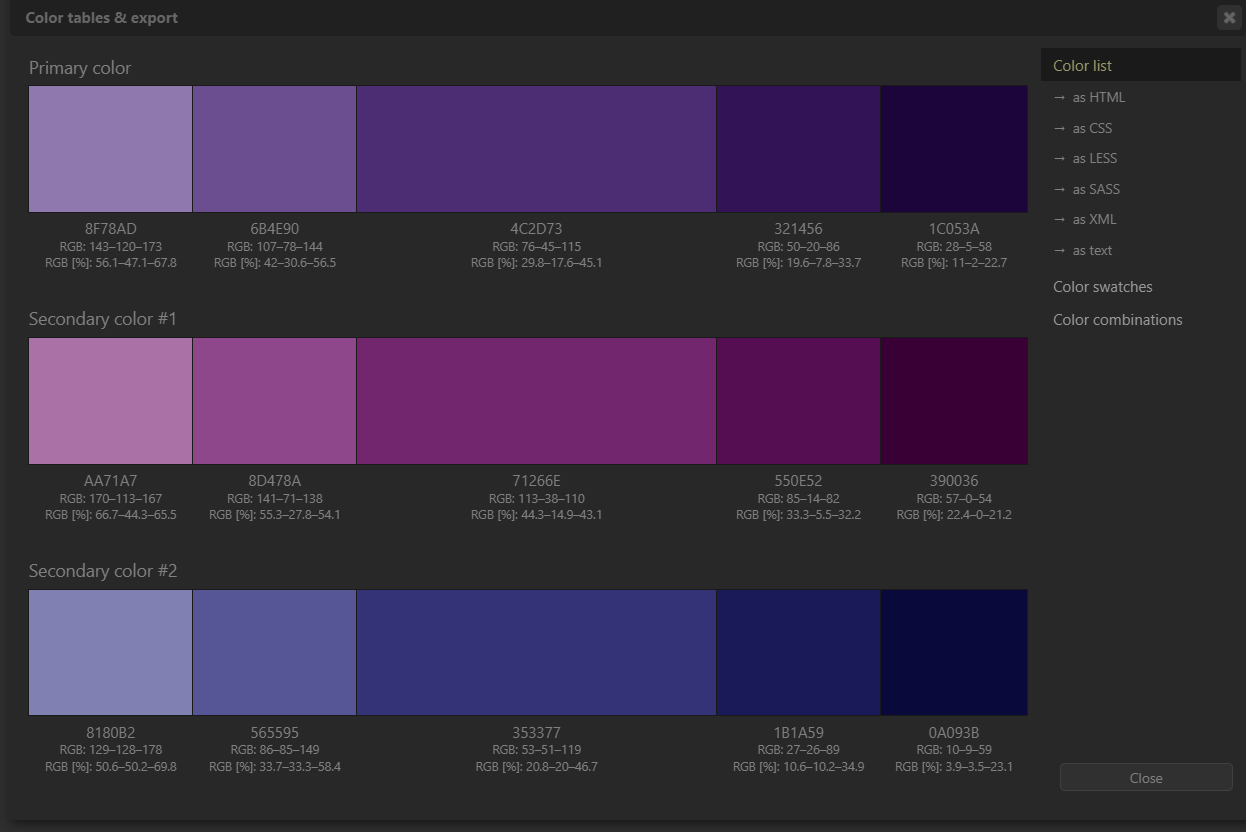 Color tables & export
Primary color
8F78AD
RGB: 143–120–173
RGB [%]: 56.1–47.1–67.8
6B4E90
RGB: 107–78–144
RGB [%]: 42–30.6–56.5
4C2D73
RGB: 76–45–115
RGB [%]: 29.8–17.6–45.1
321456
RGB: 50–20–86
RGB [%]: 19.6–7.8–33.7
1C053A
RGB: 28–5–58
RGB [%]: 11–2–22.7
Secondary color #1
AA71A7
RGB: 170–113–167
RGB [%]: 66.7–44.3–65.5
8D478A
RGB: 141–71–138
RGB [%]: 55.3–27.8–54.1
71266E
RGB: 113–38–110
RGB [%]: 44.3–14.9–43.1
550E52
RGB: 85–14–82
RGB [%]: 33.3–5.5–32.2
390036
RGB: 57–0–54
RGB [%]: 22.4–0–21.2
Secondary color #2
8180B2
RGB: 129–128–178
RGB [%]: 50.6–50.2–69.8
565595
RGB: 86–85–149
RGB [%]: 33.7–33.3–58.4
353377
RGB: 53–51–119
RGB [%]: 20.8–20–46.7
1B1A59
RGB: 27–26–89
RGB [%]: 10.6–10.2–34.9
0A093B
RGB: 10–9–59
RGB [%]: 3.9–3.5–23.1
Color list
→ as HTML
→ as CSS
→ as LESS
→ as SASS
→ as XML
→ as text
Color swatches
Color combinations
Close